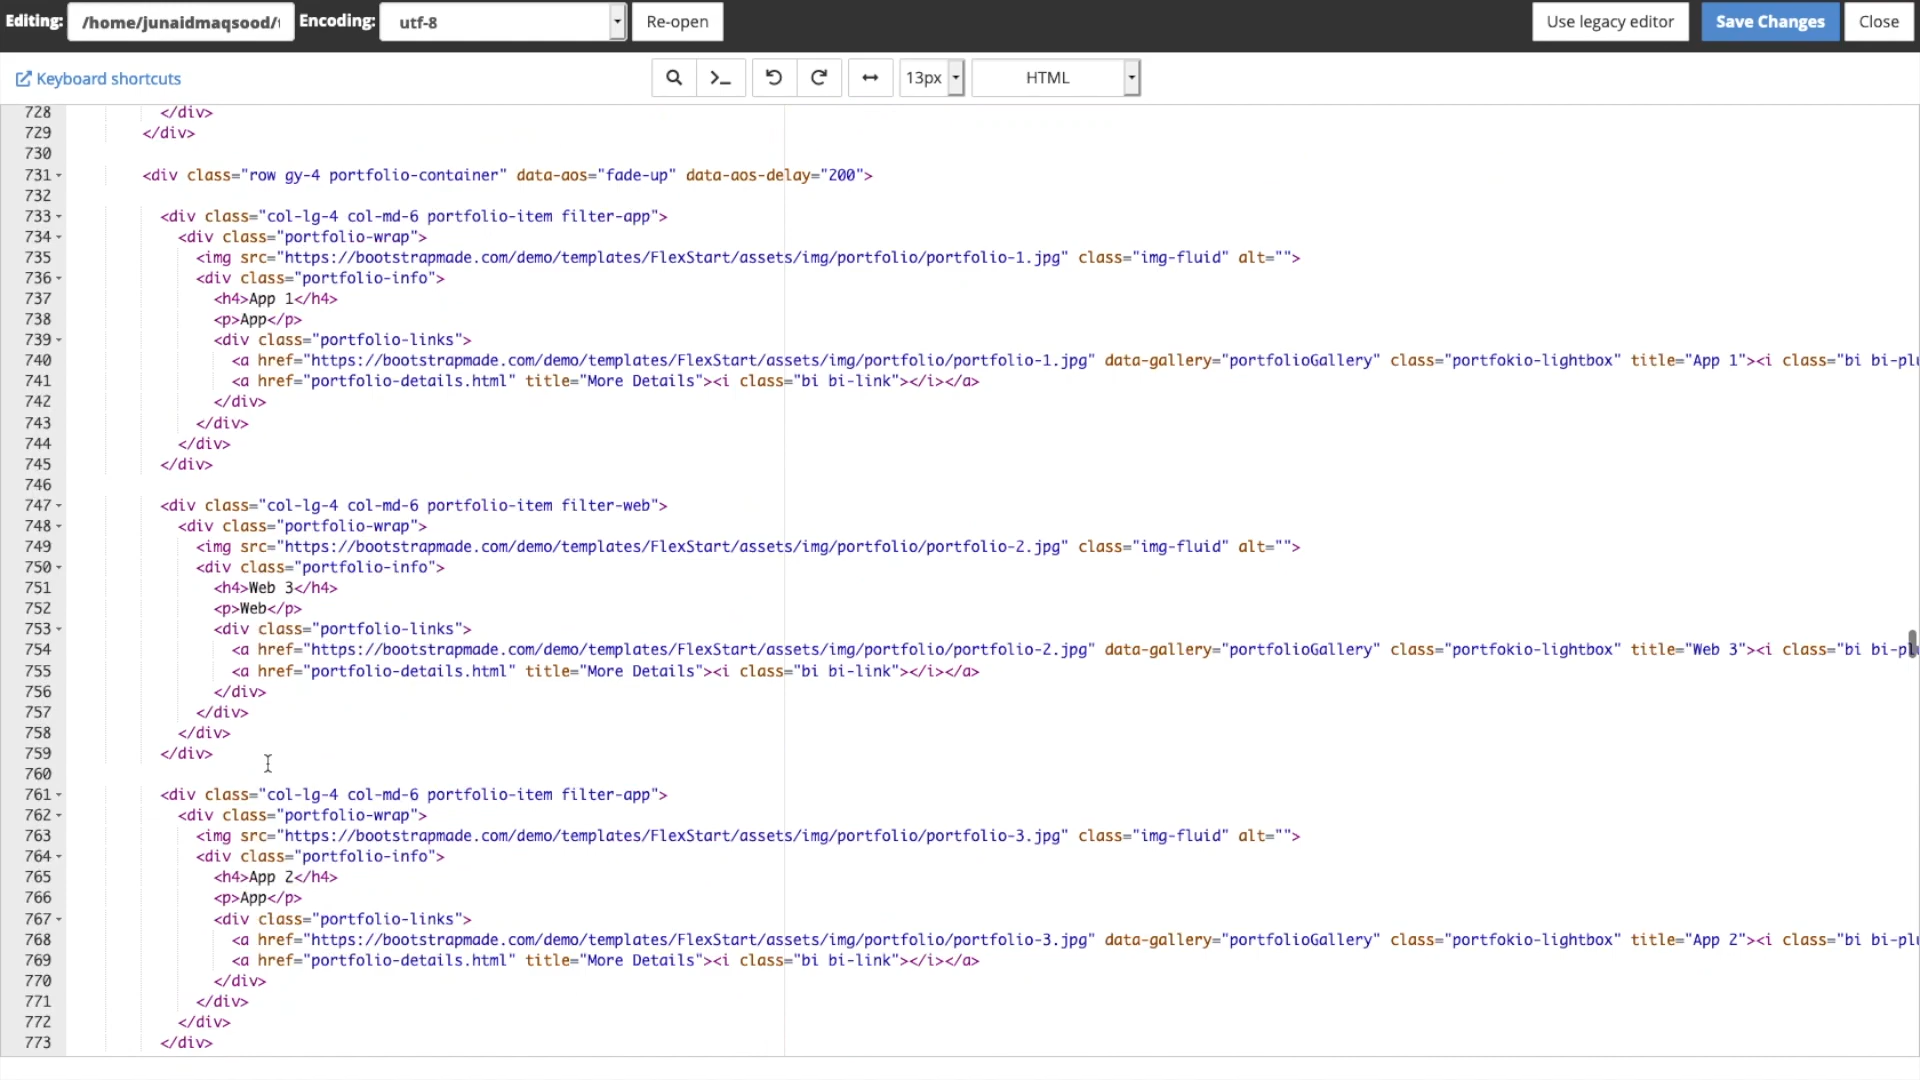 Editing: /home/junaidmaqsood/ Encoding: utf-8 Re-open Use legacy editor Save Changes Close
Keyboard shortcuts >_ 13px HTML
728 </div>
729 </div>
730
731 <div class="row gy-4 portfolio-container" data-aos="fade-up" data-aos-delay="200">
732
733 <div class="col-lg-4 col-md-6 portfolio-item filter-app">
734 <div class="portfolio-wrap">
735 <img src="https://bootstrapmade.com/demo/templates/FlexStart/assets/img/portfolio/portfolio-1.jpg" class="img-fluid" alt="">
736 <div class="portfolio-info">
737 <h4>App 1</h4>
738 <p>App</p>
739 <div class="portfolio-links">
740 <a href="https://bootstrapmade.com/demo/templates/FlexStart/assets/img/portfolio/portfolio-1.jpg" data-gallery="portfolioGallery" class="portfokio-lightbox" title="App 1"><i class="bi bi-plu
741 <a href="portfolio-details.html" title="More Details"><i class="bi bi-link"></i></a>
742 </div>
743 </div>
744 </div>
745 </div>
746
747 <div class="col-lg-4 col-md-6 portfolio-item filter-web">
748 <div class="portfolio-wrap">
749 <img src="https://bootstrapmade.com/demo/templates/FlexStart/assets/img/portfolio/portfolio-2.jpg" class="img-fluid" alt="">
750 <div class="portfolio-info">
751 <h4>Web 3</h4>
752 <p>Web</p>
753 <div class="portfolio-links">
754 <a href="https://bootstrapmade.com/demo/templates/FlexStart/assets/img/portfolio/portfolio-2.jpg" data-gallery="portfolioGallery" class="portfokio-lightbox" title="Web 3"><i class="bi bi-plu
755 <a href="portfolio-details.html" title="More Details"><i class="bi bi-link"></i></a>
756 </div>
757 </div>
758 </div>
759 </div>
760
761 <div class="col-lg-4 col-md-6 portfolio-item filter-app">
762 <div class="portfolio-wrap">
763 <img src="https://bootstrapmade.com/demo/templates/FlexStart/assets/img/portfolio/portfolio-3.jpg" class="img-fluid" alt="">
764 <div class="portfolio-info">
765 <h4>App 2</h4>
766 <p>App</p>
767 <div class="portfolio-links">
768 <a href="https://bootstrapmade.com/demo/templates/FlexStart/assets/img/portfolio/portfolio-3.jpg" data-gallery="portfolioGallery" class="portfokio-lightbox" title="App 2"><i class="bi bi-plu
769 <a href="portfolio-details.html" title="More Details"><i class="bi bi-link"></i></a>
770 </div>
771 </div>
772 </div>
773 </div>